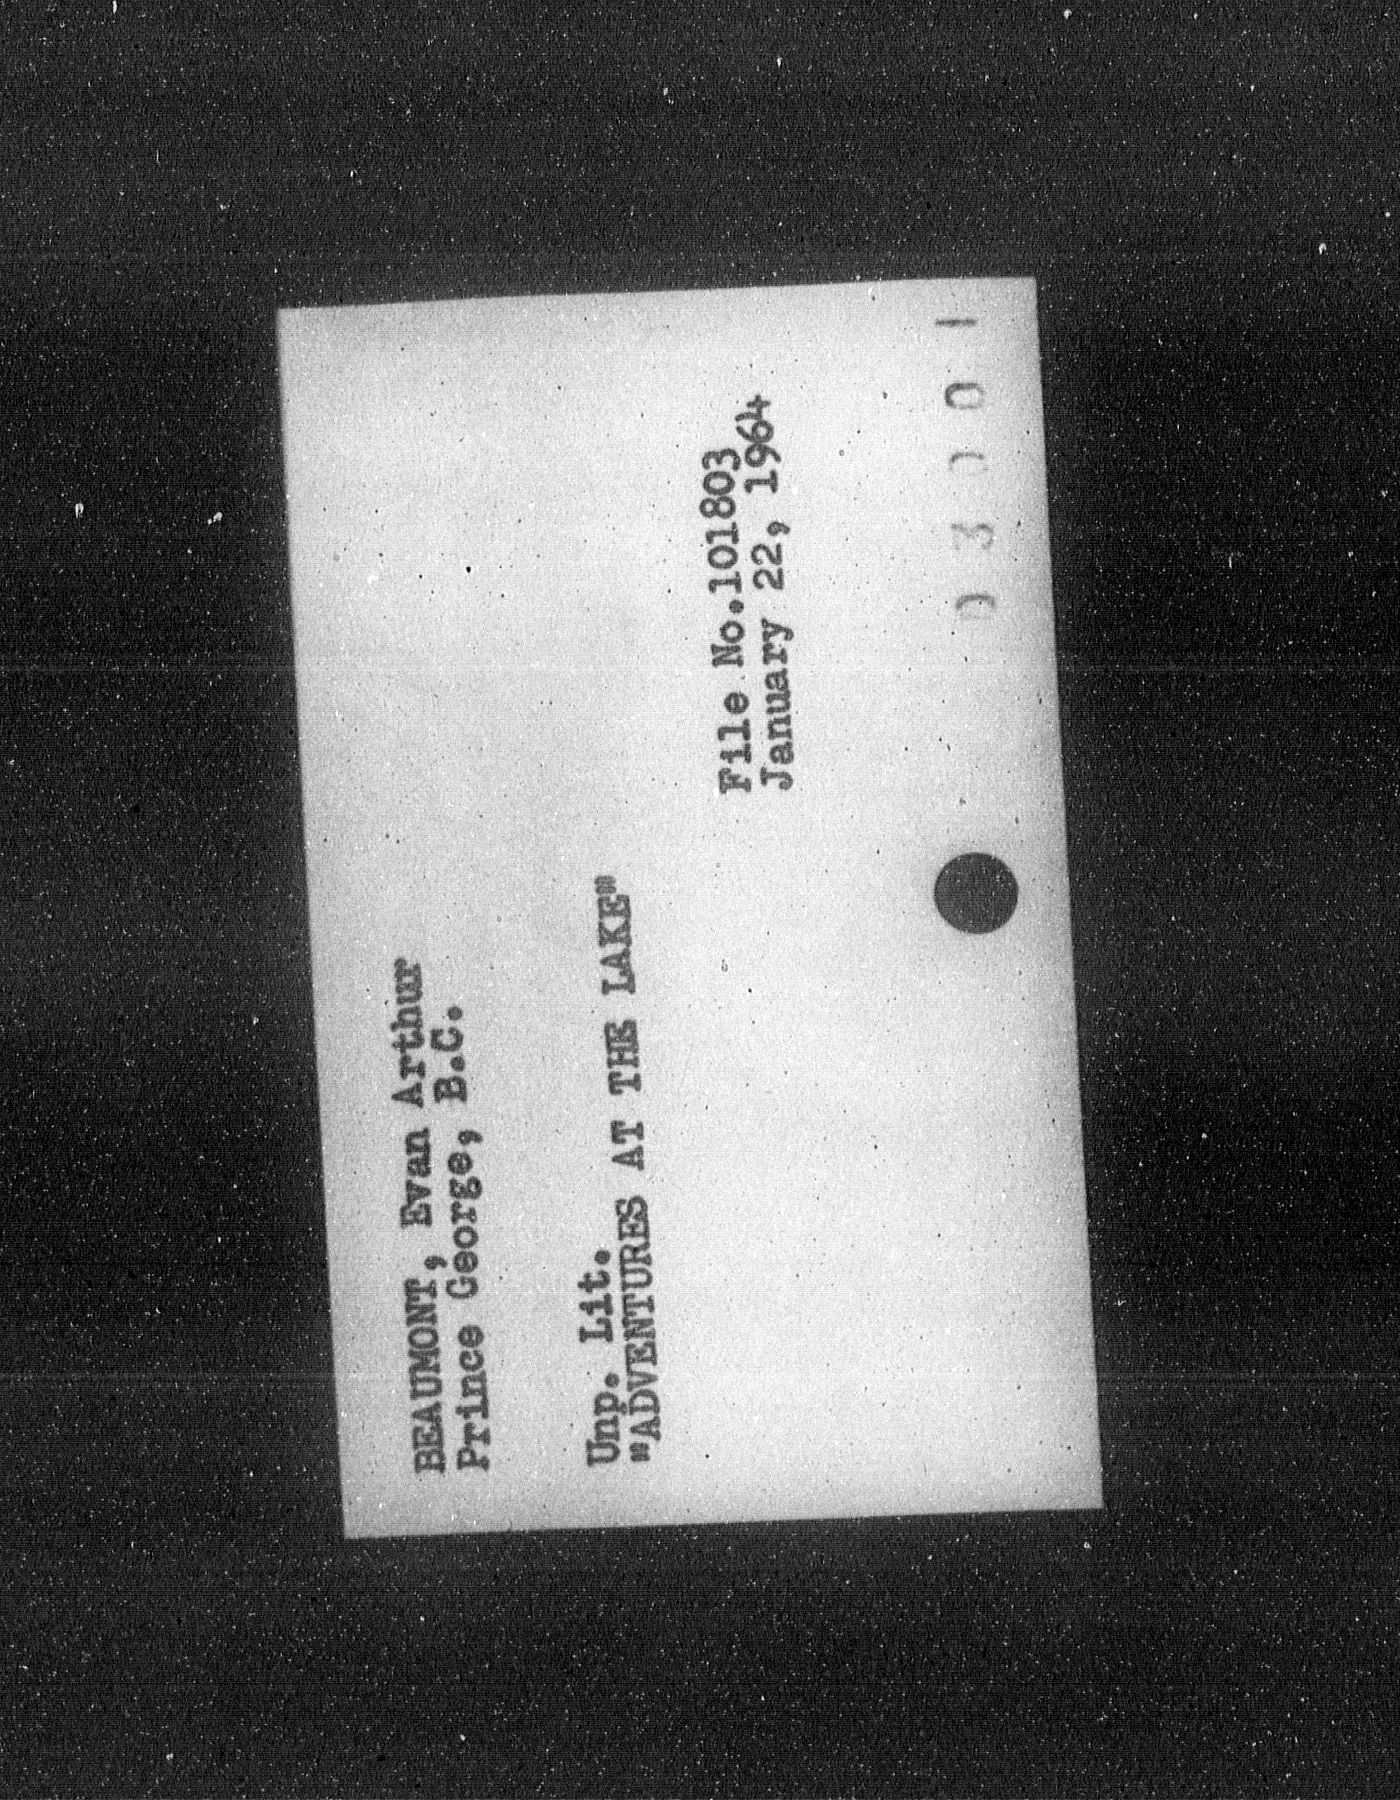 BEAUMONT, Evan Arthur
Prince George, B.C.
Unp. Lit.
"ADVENTURES AT THE LAKE"
File No.101803
January 22, 1964